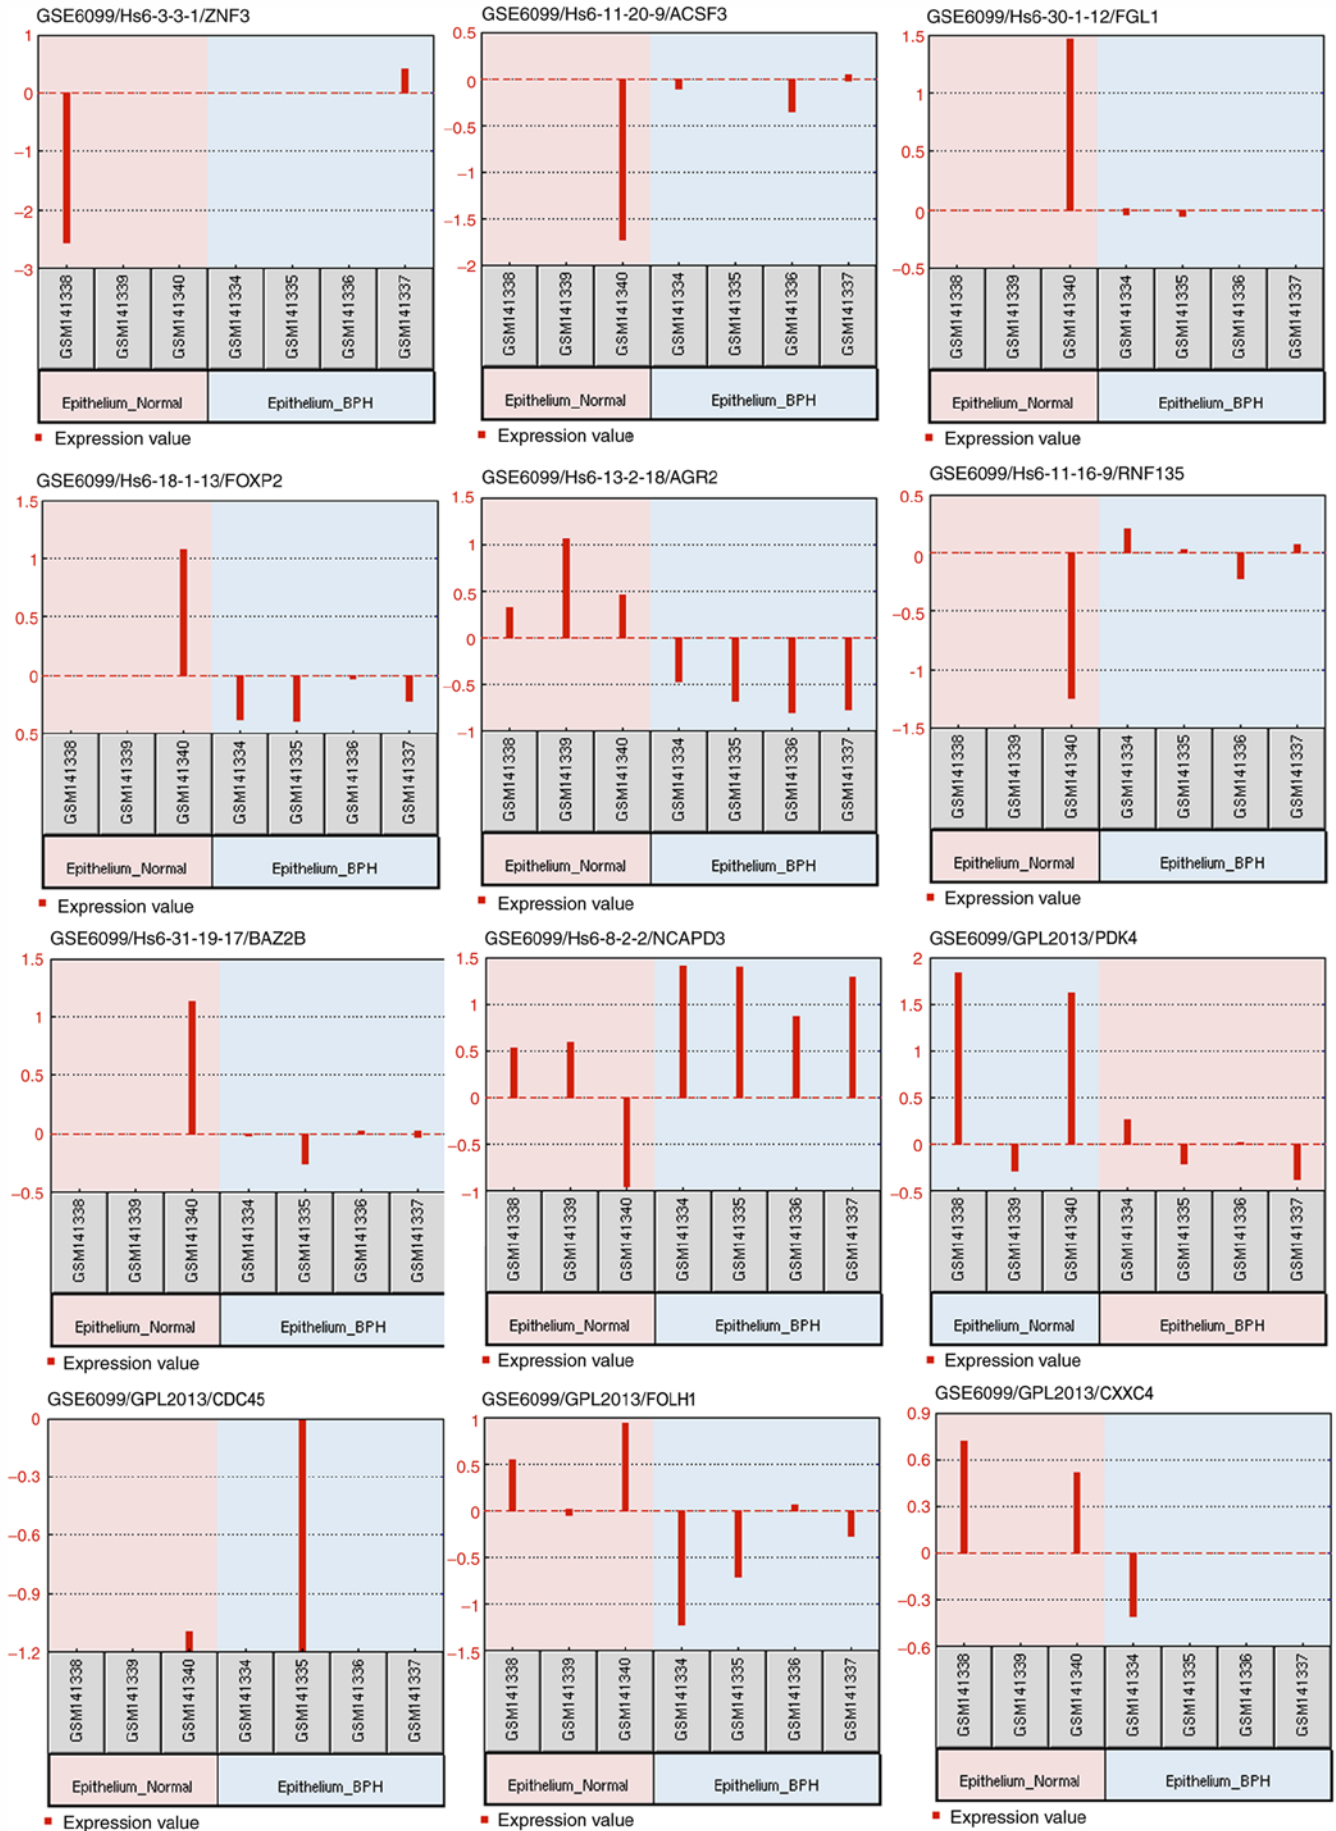 GSE6099/Hs6-3-3-1/ZNF3
1
0
−1
−2
−3
GSM141338
GSM141339
GSM141340
GSM141334
GSM141335
GSM141336
GSM141337
Epithelium_Normal
Epithelium_BPH
Expression value
GSE6099/Hs6-11-20-9/ACSF3
0.5
0
−0.5
−1
−1.5
−2
GSM141338
GSM141339
GSM141340
GSM141334
GSM141335
GSM141336
GSM141337
Epithelium_Normal
Epithelium_BPH
Expression value
GSE6099/Hs6-30-1-12/FGL1
1.5
1
0.5
0
−0.5
GSM141338
GSM141339
GSM141340
GSM141334
GSM141335
GSM141336
GSM141337
Epithelium_Normal
Epithelium_BPH
Expression value
GSE6099/Hs6-18-1-13/FOXP2
1.5
1
0.5
0
0.5
GSM141338
GSM141339
GSM141340
GSM141334
GSM141335
GSM141336
GSM141337
Epithelium_Normal
Epithelium_BPH
Expression value
GSE6099/Hs6-13-2-18/AGR2
1.5
1
0.5
0
−0.5
−1
GSM141338
GSM141339
GSM141340
GSM141334
GSM141335
GSM141336
GSM141337
Epithelium_Normal
Epithelium_BPH
Expression value
GSE6099/Hs6-11-16-9/RNF135
0.5
0
−0.5
-1
−1.5
GSM141338
GSM141339
GSM141340
GSM141334
GSM141335
GSM141336
GSM141337
Epithelium_Normal
Epithelium_BPH
Expression value
GSE6099/Hs6-31-19-17/BAZ2B
1.5
1
0.5
0
−0.5
GSM141338
GSM141339
GSM141340
GSM141334
GSM141335
GSM141336
GSM141337
Epithelium_Normal
Epithelium_BPH
Expression value
GSE6099/Hs6-8-2-2/NCAPD3
1.5
1
0.5
0
−0.5
−1
GSM141338
GSM141339
GSM141340
GSM141334
GSM141335
GSM141336
GSM141337
Epithelium_Normal
Epithelium_BPH
Expression value
GSE6099/GPL2013/PDK4
2
1.5
1
0.5
0
−0.5
GSM141338
GSM141339
GSM141340
GSM141334
GSM141335
GSM141336
GSM141337
Epithelium_Normal
Epithelium_BPH
Expression value
GSE6099/GPL2013/CDC45
0
−0.3
−0.6
−0.9
−1.2
GSM141338
GSM141339
GSM141340
GSM141334
GSM141335
GSM141336
GSM141337
Epithelium_Normal
Epithelium_BPH
Expression value
GSE6099/GPL2013/FOLH1
1
0.5
0
−0.5
−1
−1.5
GSM141338
GSM141339
GSM141340
GSM141334
GSM141335
GSM141336
GSM141337
Epithelium_Normal
Epithelium_BPH
Expression value
GSE6099/GPL2013/CXXC4
0.9
0.6
0.3
0
−0.3
−0.6
GSM141338
GSM141339
GSM141340
GSM141334
GSM141335
GSM141336
GSM141337
Epithelium_Normal
Epithelium_BPH
Expression value